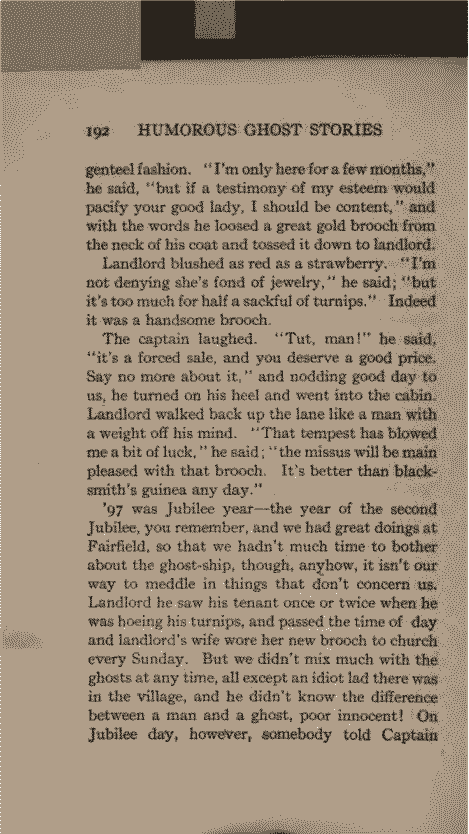 192 HUMOROUS GHOST STORIES
genteel fashion. "I'm only here for a few months,"
he said, "but if a testimony of my esteem would
pacify your good lady, I should be content," and
with the words he loosed a great gold brooch from
the neck of his coat and tossed it down to landlord.
Landlord blushed as red as a strawberry. "I'm
not denying she's fond of jewelry," he said; "but
it's too much for half a sackful of turnips." Indeed
it was a handsome brooch.
The captain laughed. "Tut, man!" he said,
"it's a forced sale, and you deserve a good price.
Say no more about it," and nodding good day to
us, he turned on his heel and went into the cabin.
Landlord walked back up the lane like a man with
a weight off his mind. "That tempest has blowed
me a bit of luck," he said; "the missus will be main
pleased with that brooch. It's better than black-
smith's guinea any day."
'97 was Jubilee year—the year of the second
Jubilee, you remember, and we had great doings at
Fairfield, so that we hadn't much time to bother
about the ghost-ship, though, anyhow, it isn't our
way to meddle in things that don't concern us.
Landlord he saw his tenant once or twice when he
was hoeing his turnips, and passed the time of day
and landlord's wife wore her new brooch to church
every Sunday. But we didn't mix much with the
ghosts at any time, all except an idiot lad there was
in the village, and he didn't know the difference
between a man and a ghost, poor innocent! On
Jubilee day, however, somebody told Captain